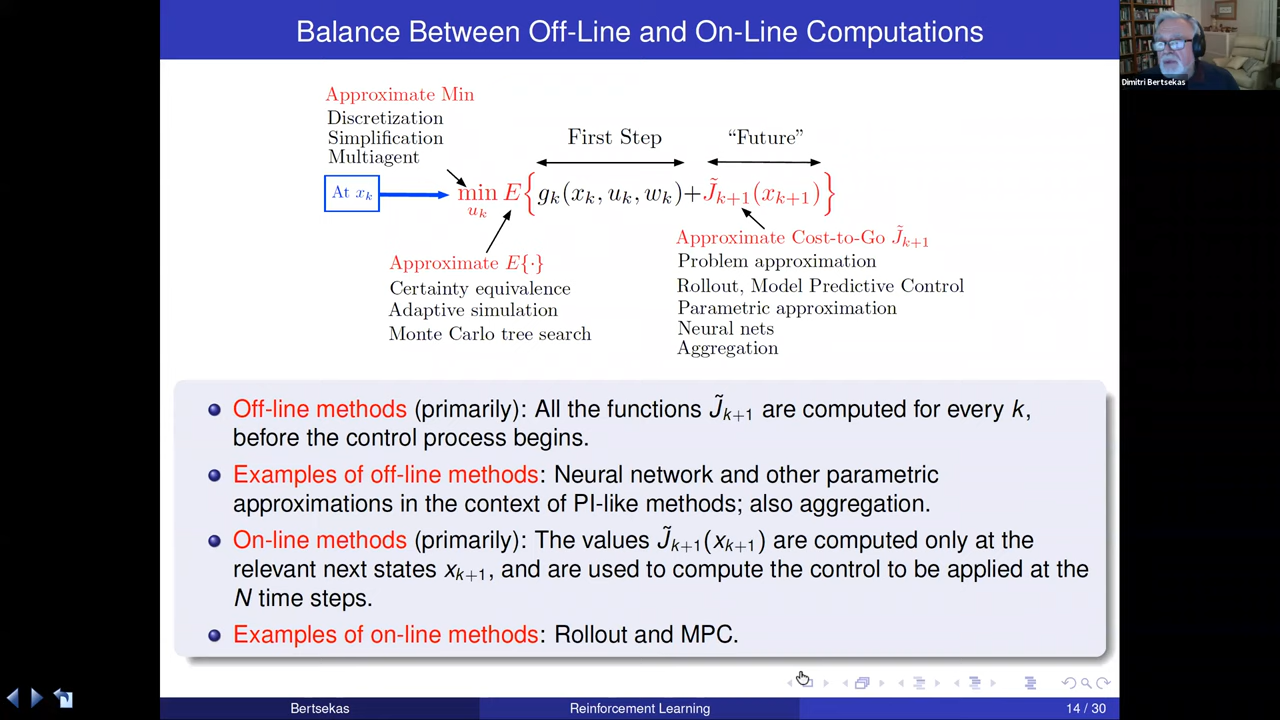 Balance Between Off-Line and On-Line Computations
Dimitri Bertsekas
Approximate Min
Discretization
Simplification
Multiagent
First Step
“Future”
At x_k
min_{u_k} E{g_k(x_k, u_k, w_k)+J̃_{k+1}(x_{k+1})}
Approximate E{·}
Certainty equivalence
Adaptive simulation
Monte Carlo tree search
Approximate Cost-to-Go J̃_{k+1}
Problem approximation
Rollout, Model Predictive Control
Parametric approximation
Neural nets
Aggregation
Off-line methods (primarily): All the functions J̃_{k+1} are computed for every k,
before the control process begins.
Examples of off-line methods: Neural network and other parametric
approximations in the context of PI-like methods; also aggregation.
On-line methods (primarily): The values J̃_{k+1}(x_{k+1}) are computed only at the
relevant next states x_{k+1}, and are used to compute the control to be applied at the
N time steps.
Examples of on-line methods: Rollout and MPC.
Bertsekas
Reinforcement Learning
14 / 30